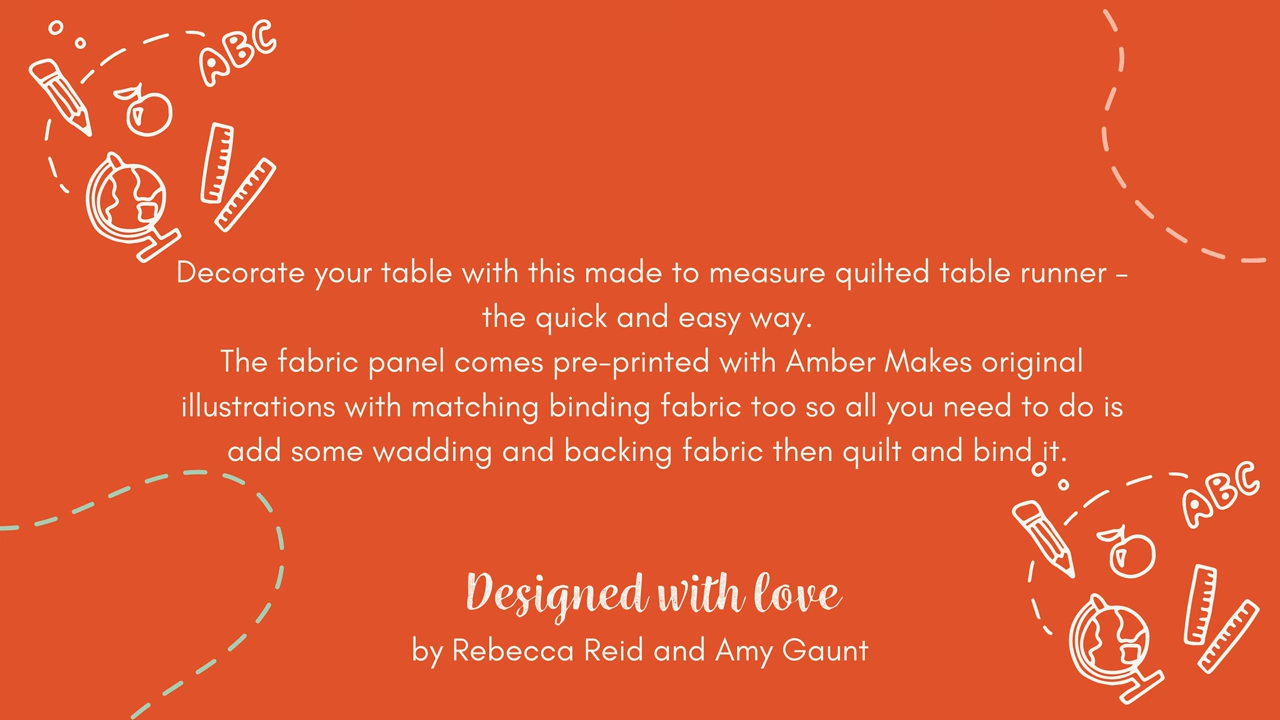 ABC
Decorate your table with this made to measure quilted table runner –
the quick and easy way.
The fabric panel comes pre-printed with Amber Makes original
illustrations with matching binding fabric too so all you need to do is
add some wadding and backing fabric then quilt and bind it.
ABC
Designed with love
by Rebecca Reid and Amy Gaunt